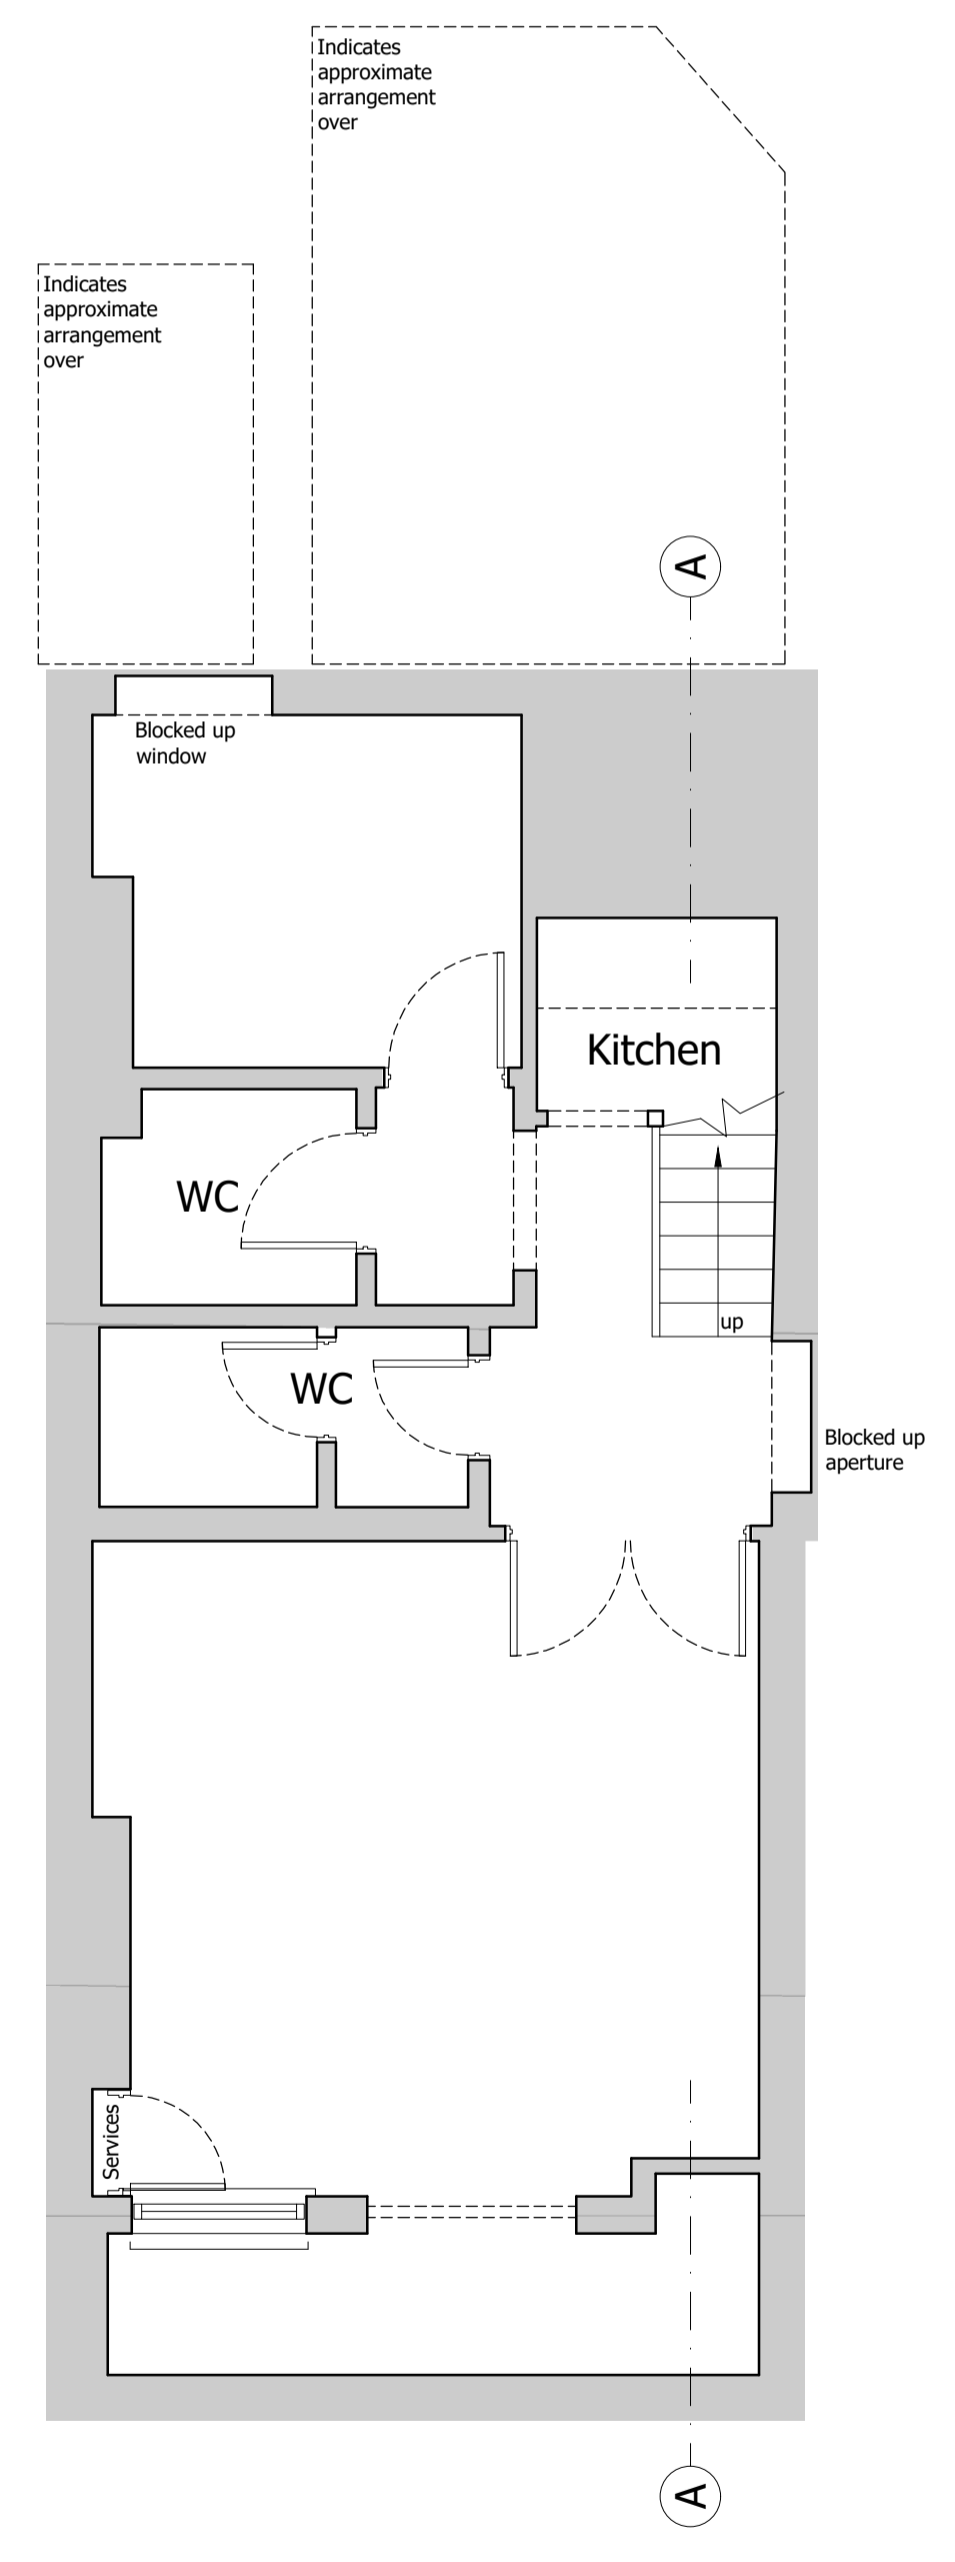 Indicates
approximate
arrangement
over
Indicates
approximate
arrangement
over
A
Blocked up
window
Kitchen
WC
up
WC
Blocked up
aperture
Services
A